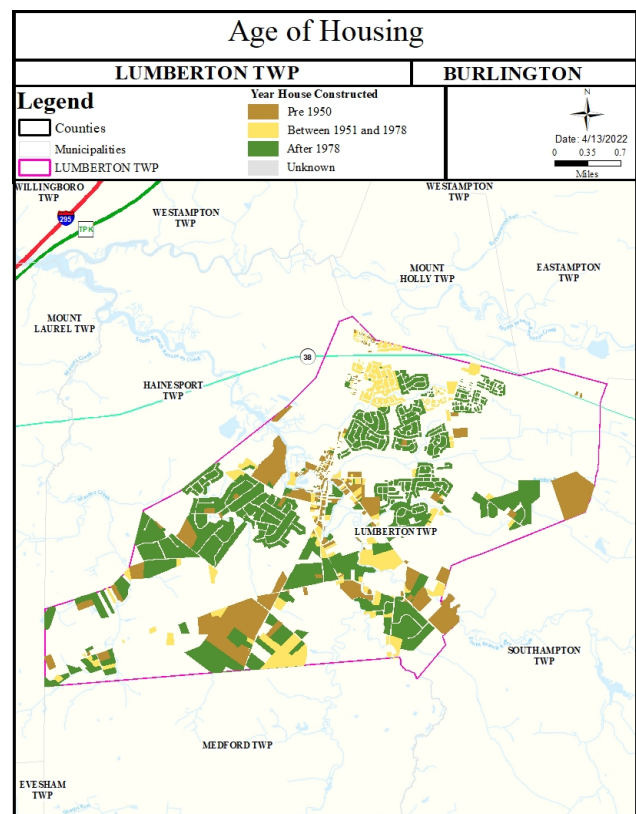 Age of Housing
LUMBERTON TWP
BURLINGTON
Legend
Counties
Municipalities
LUMBERTON TWP
Year House Constructed
Pre 1950
Between 1951 and 1978
After 1978
Unknown
N
Date: 4/13/2022
0 0.35 0.7
Miles
WILLINGBORO
TWP
295
TPK
WESTAMPTON
TWP
WESTAMPTON
TWP
MOUNT
HOLLY TWP
EASTAMPTON
TWP
MOUNT
LAUREL TWP
38
HAINESPORT
TWP
LUMBERTON TWP
SOUTHAMPTON
TWP
MEDFORD TWP
EVESHAM
TWP